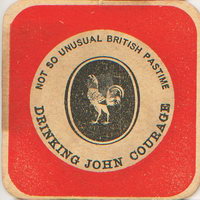 NOT SO UNUSUAL BRITISH PASTIME
DRINKING JOHN COURAGE